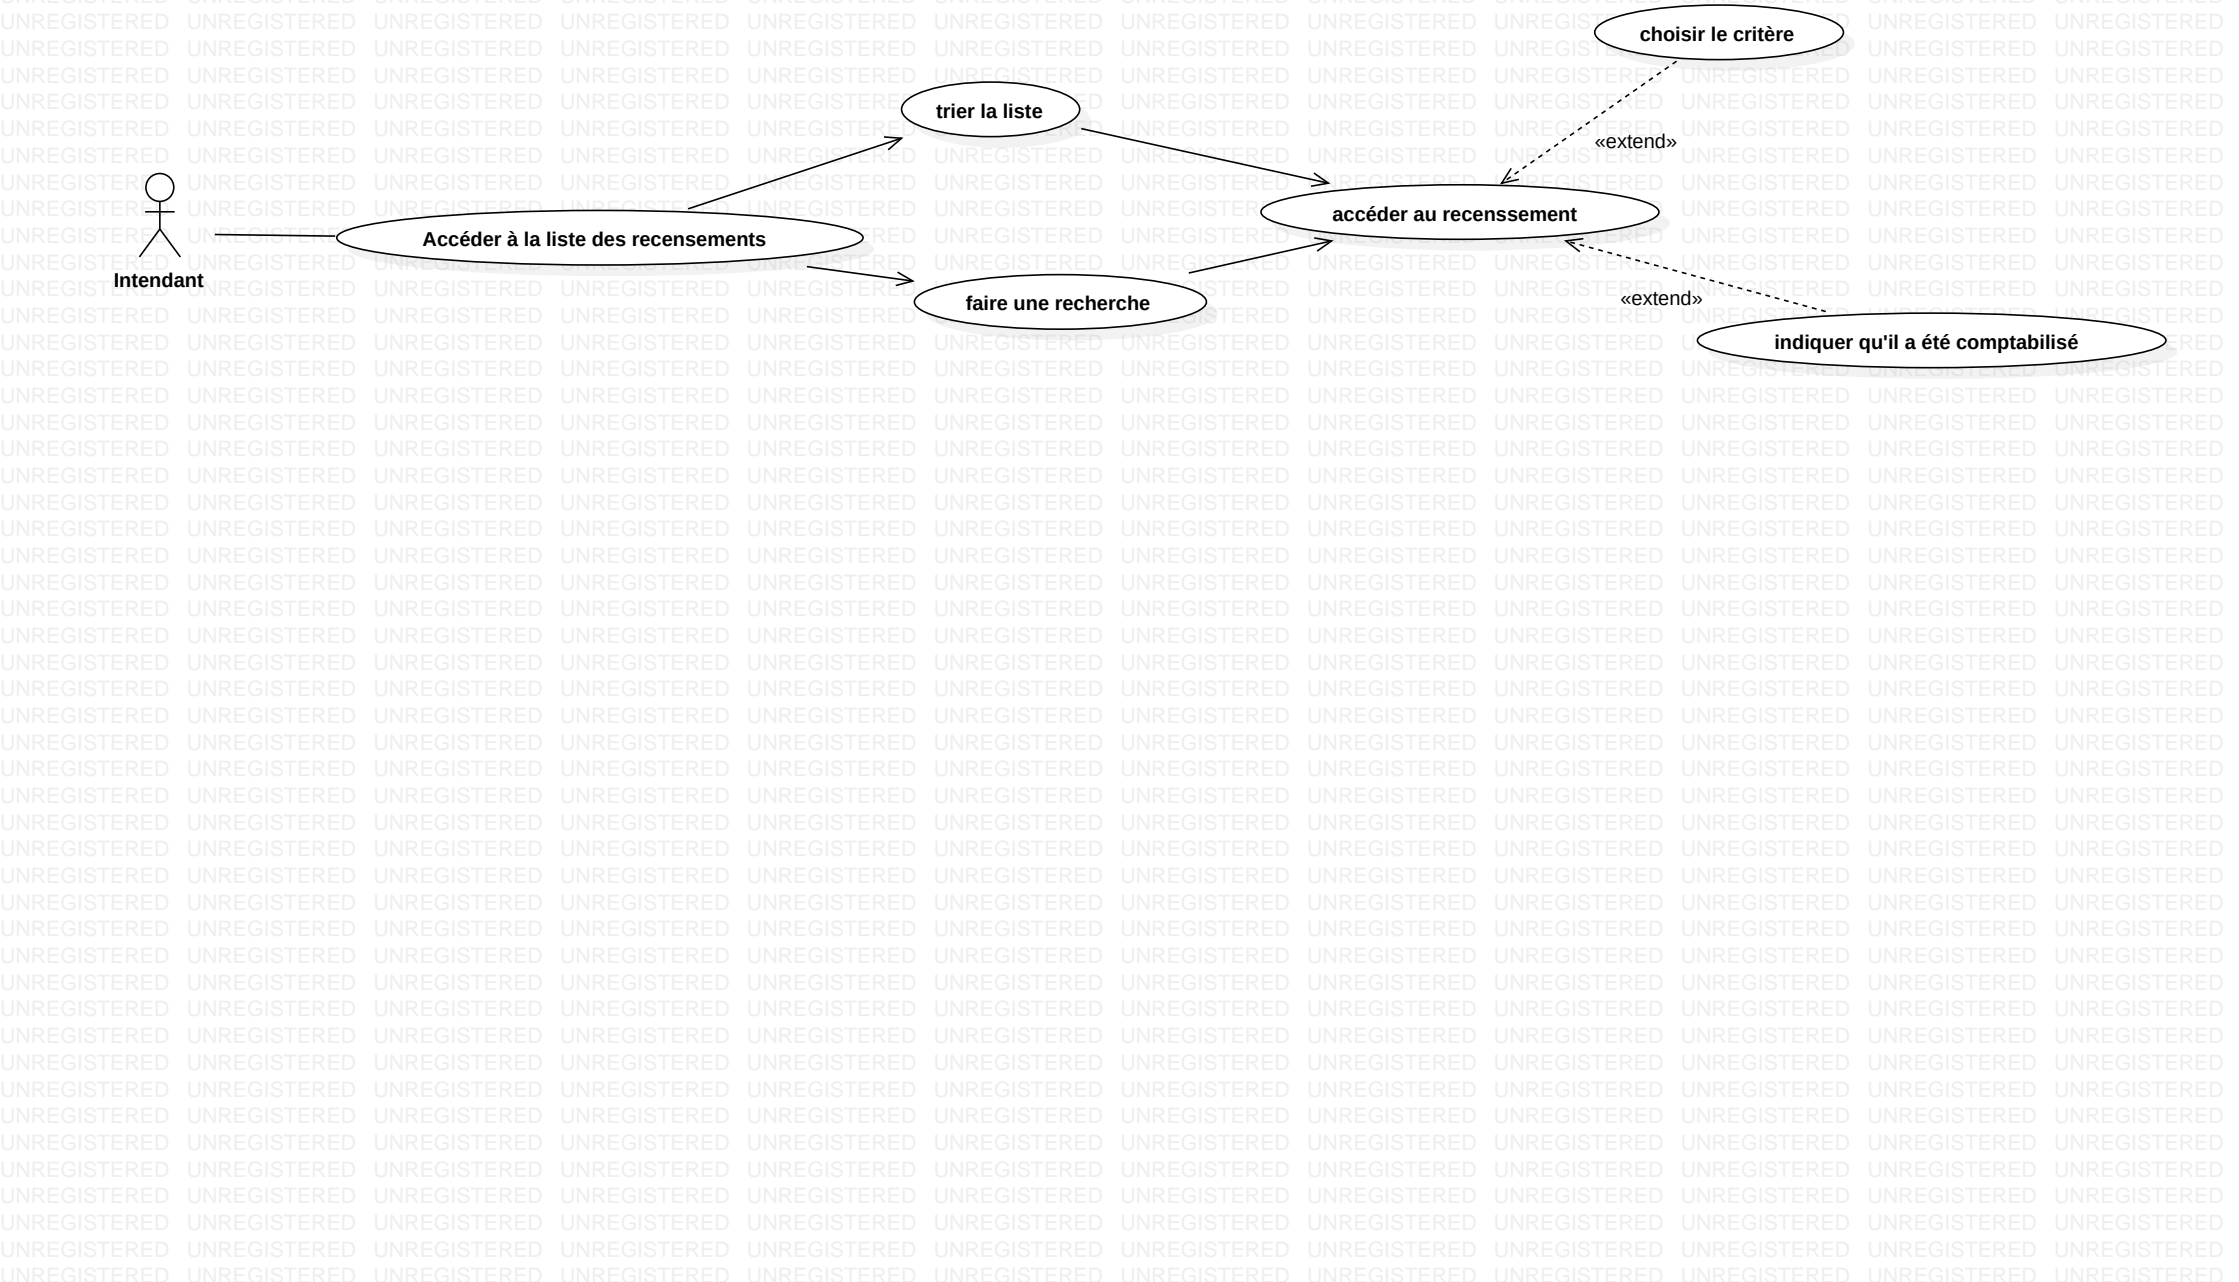 choisir le critère
trier la liste
«extend»
accéder au recenssement
Accéder à la liste des recensements
Intendant
faire une recherche
«extend»
indiquer qu'il a été comptabilisé
UNREGISTERED